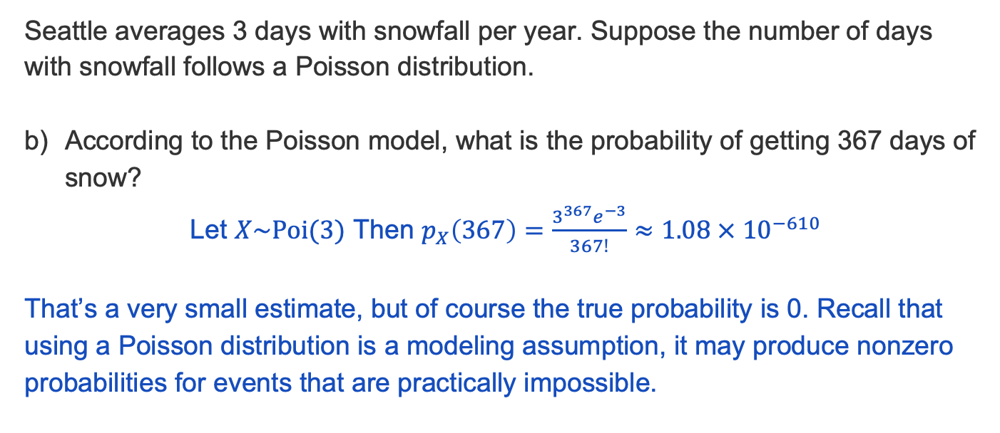 Seattle averages 3 days with snowfall per year. Suppose the number of days
with snowfall follows a Poisson distribution.
b) According to the Poisson model, what is the probability of getting 367 days of
snow?
Let X~Poi(3) Then p_X(367) = \frac{3^{367}e^{-3}}{367!} ≈ 1.08 × 10^{-610}
That’s a very small estimate, but of course the true probability is 0. Recall that
using a Poisson distribution is a modeling assumption, it may produce nonzero
probabilities for events that are practically impossible.